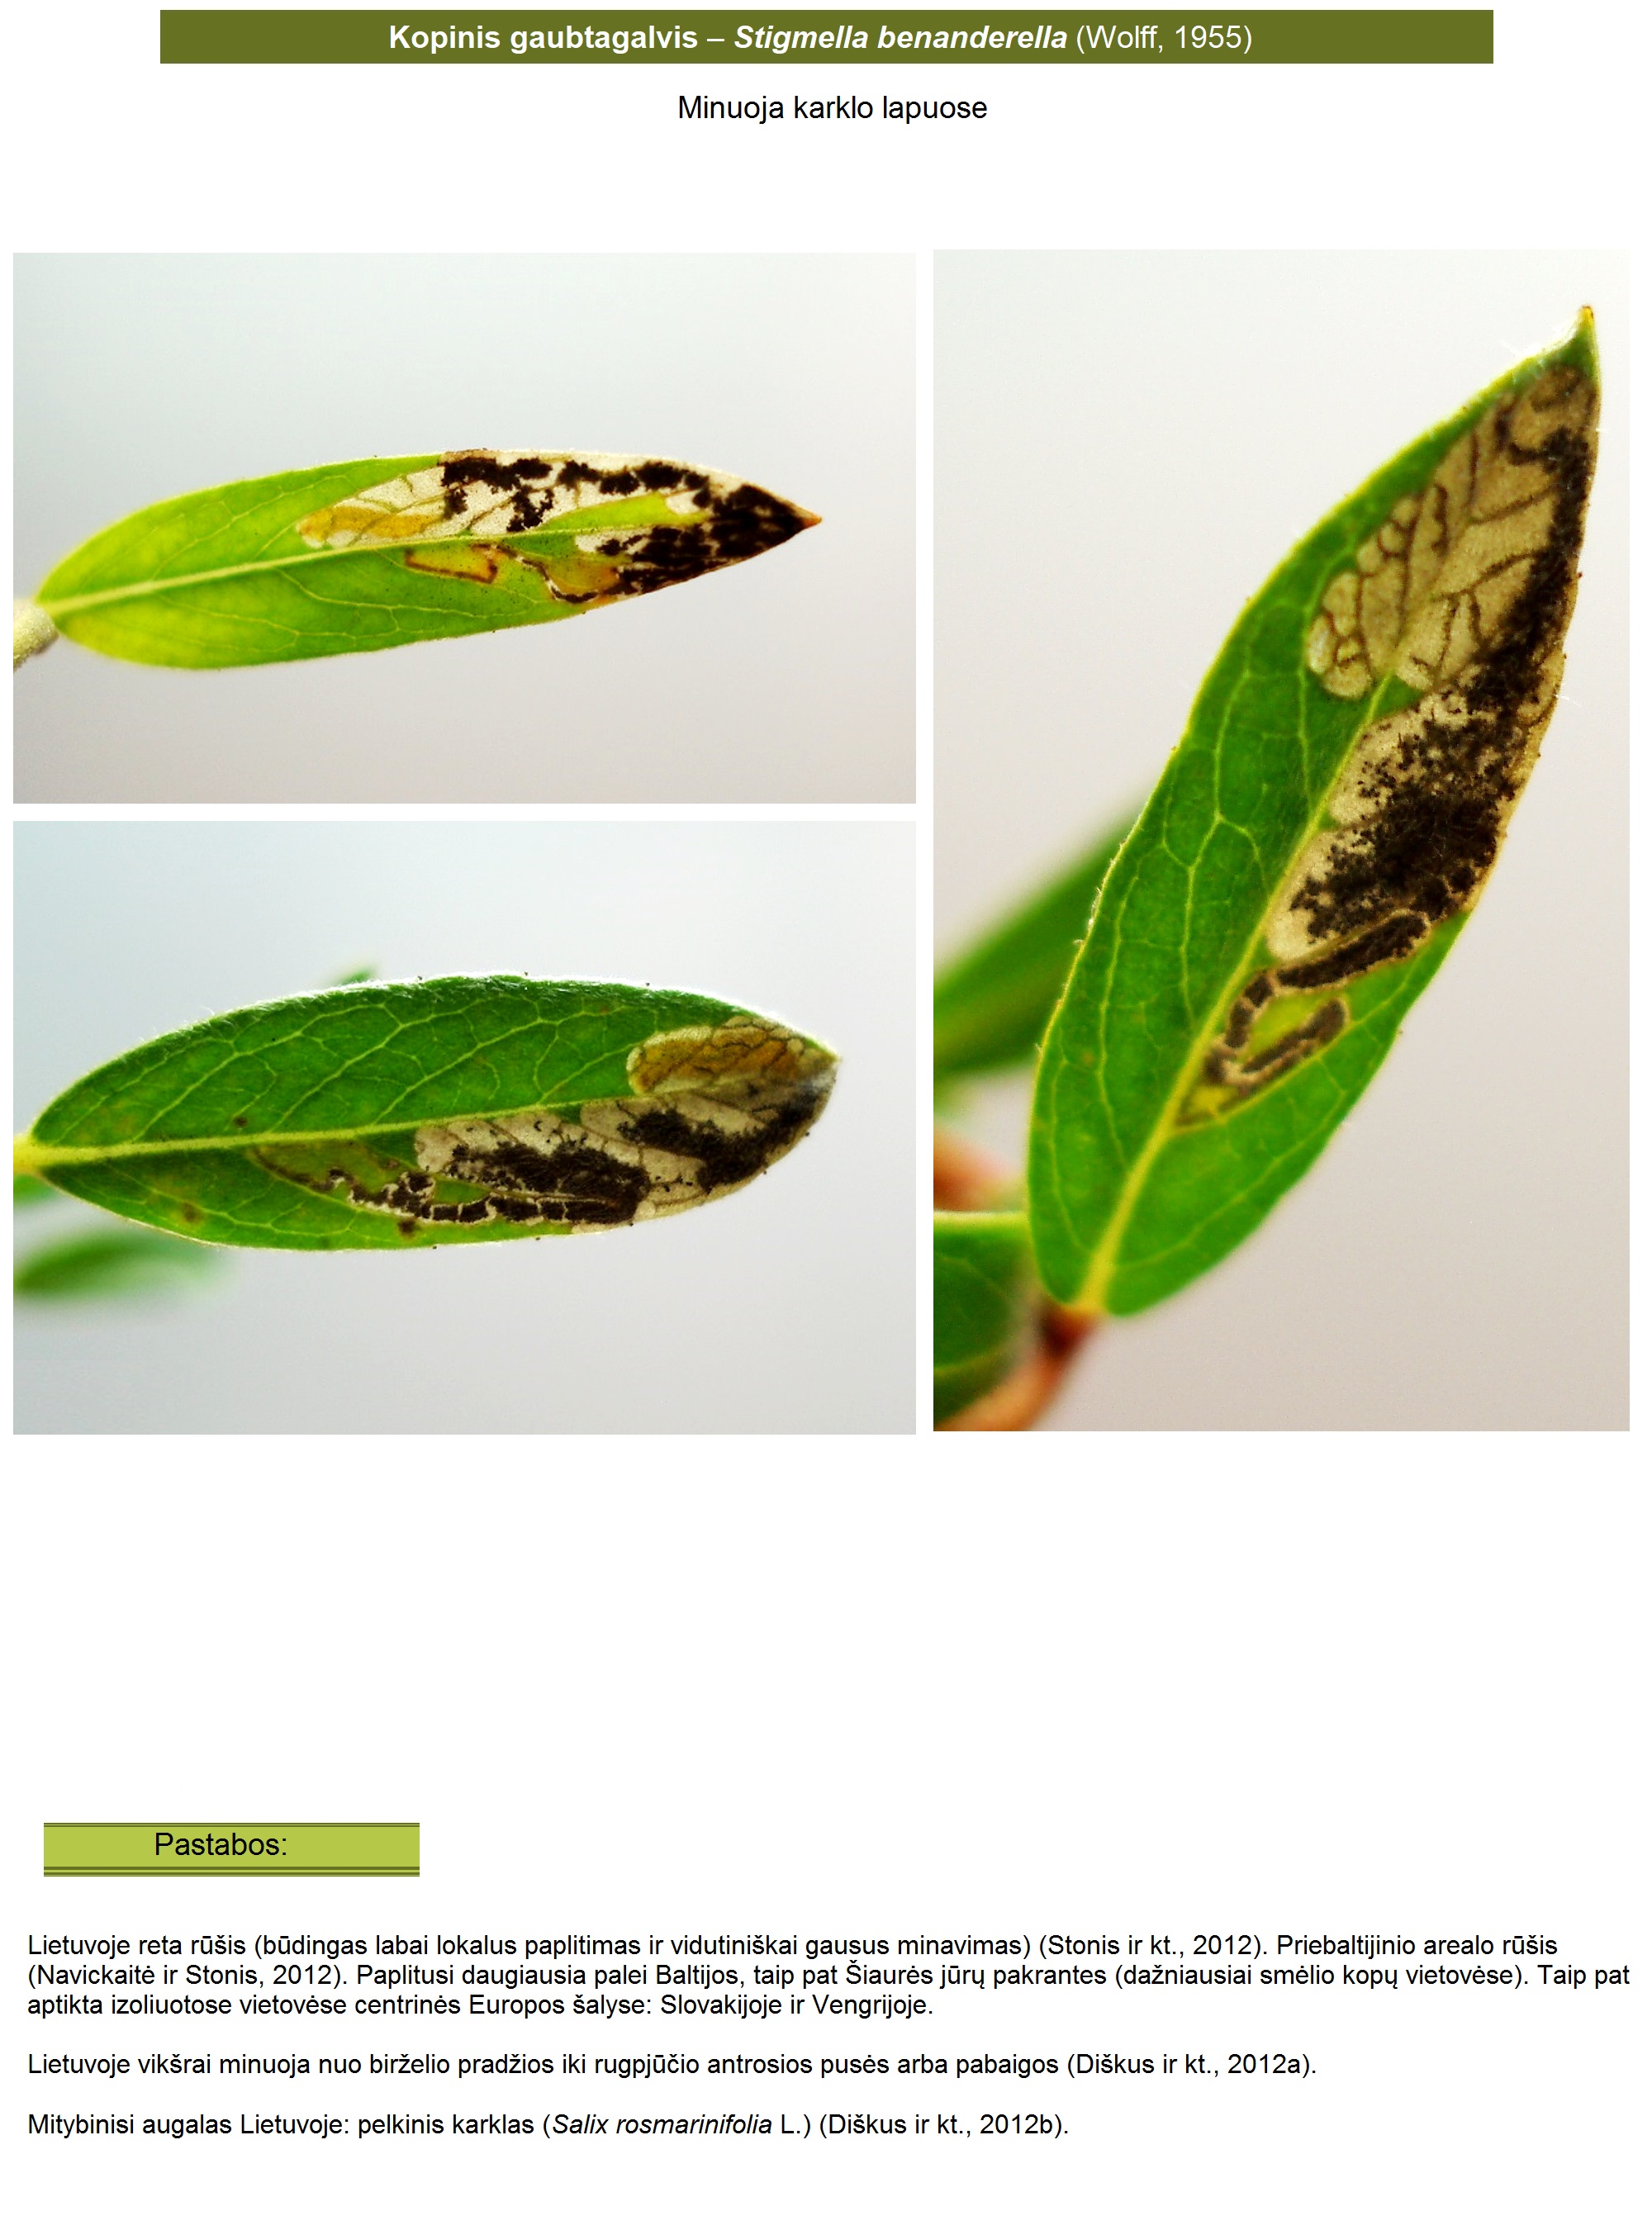 Kopinis gaubtagalvis – Stigmella benanderella (Wolff, 1955)
Minuoja karklo lapuose
Pastabos:
Lietuvoje reta rūšis (būdingas labai lokalus paplitimas ir vidutiniškai gausus minavimas) (Stonis ir kt., 2012). Priebaltijinio arealo rūšis
(Navickaitė ir Stonis, 2012). Paplitusi daugiausia palei Baltijos, taip pat Šiaurės jūrų pakrantes (dažniausiai smėlio kopų vietovėse). Taip pat
aptikta izoliuotose vietovėse centrinės Europos šalyse: Slovakijoje ir Vengrijoje.
Lietuvoje vikšrai minuoja nuo birželio pradžios iki rugpjūčio antrosios pusės arba pabaigos (Diškus ir kt., 2012a).
Mitybinisi augalas Lietuvoje: pelkinis karklas (Salix rosmarinifolia L.) (Diškus ir kt., 2012b).